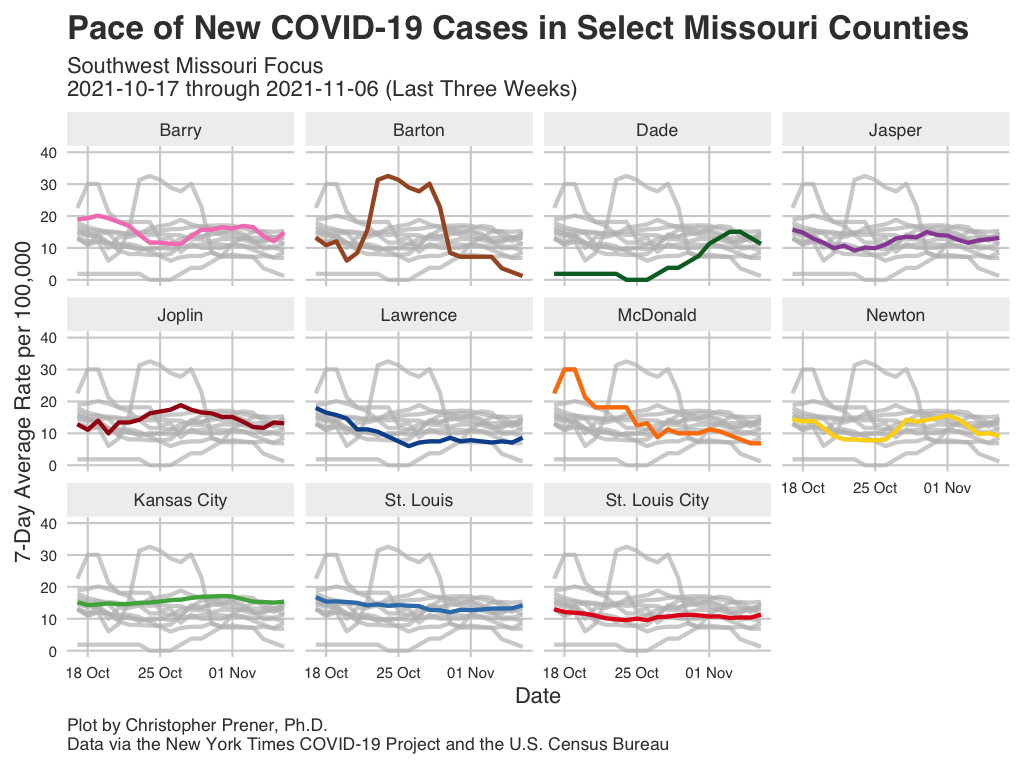 Pace of New COVID-19 Cases in Select Missouri Counties
Southwest Missouri Focus
2021-10-17 through 2021-11-06 (Last Three Weeks)
7-Day Average Rate per 100,000
Barry
Barton
Dade
Jasper
40
30
20
10
0
Joplin
Lawrence
McDonald
Newton
40
30
20
10
0
18 Oct
25 Oct
01 Nov
Kansas City
St. Louis
St. Louis City
40
30
20
10
0
18 Oct
25 Oct
01 Nov
18 Oct
25 Oct
01 Nov
18 Oct
25 Oct
01 Nov
Date
Plot by Christopher Prener, Ph.D.
Data via the New York Times COVID-19 Project and the U.S. Census Bureau